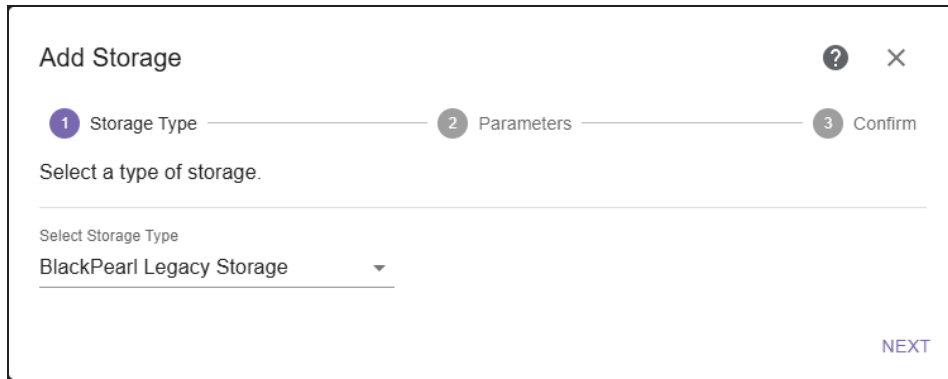 Add Storage
?
1 Storage Type
2 Parameters
3 Confirm
Select a type of storage.
Select Storage Type
BlackPearl Legacy Storage
NEXT